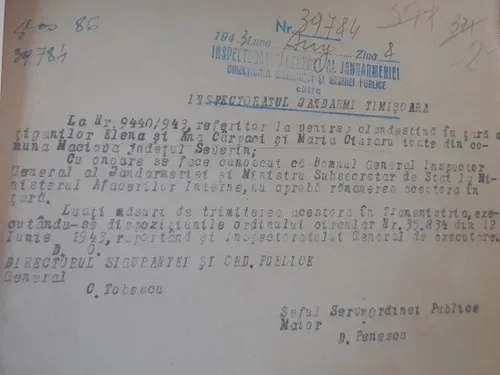 86
39784
Nr. 39784
1943 Luna Aug Ziua 8
INSPECTORATUL GENERAL AL JANDARMERIEI
DIRECȚIUNEA SIGURANȚEI ȘI ORDINEI PUBLICE
către
INSPECTORATUL JANDARMI TIMIȘOARA
La Nr. 9440/943, referitor la venirea clandestină în țară a
țiganilor Elena și Ana Cârpaci și Maria Ciuraru toate din co-
muna Maciova județul Severin;
Cu onoare se face cunoscut că Domnul General Inspector
General al Jandarmeriei și Ministru Subsecretar de Stat la Mi-
nisterul Afacerilor Interne, nu aprobă rămânerea acestora în
țară.
Luați măsuri de trimiterea acestora în Transnistria, exe-
cutându-se dispozițiunile ordinului circular Nr. 35.834 din 12
Iunie 1943, raportând și Inspectoratului General de executare.
D. O.
DIRECTORUL SIGURANȚEI ȘI ORD. PUBLICE
General
C. Tobescu
Șeful Serv. Ordinei Publice
Maior
D. Penescu